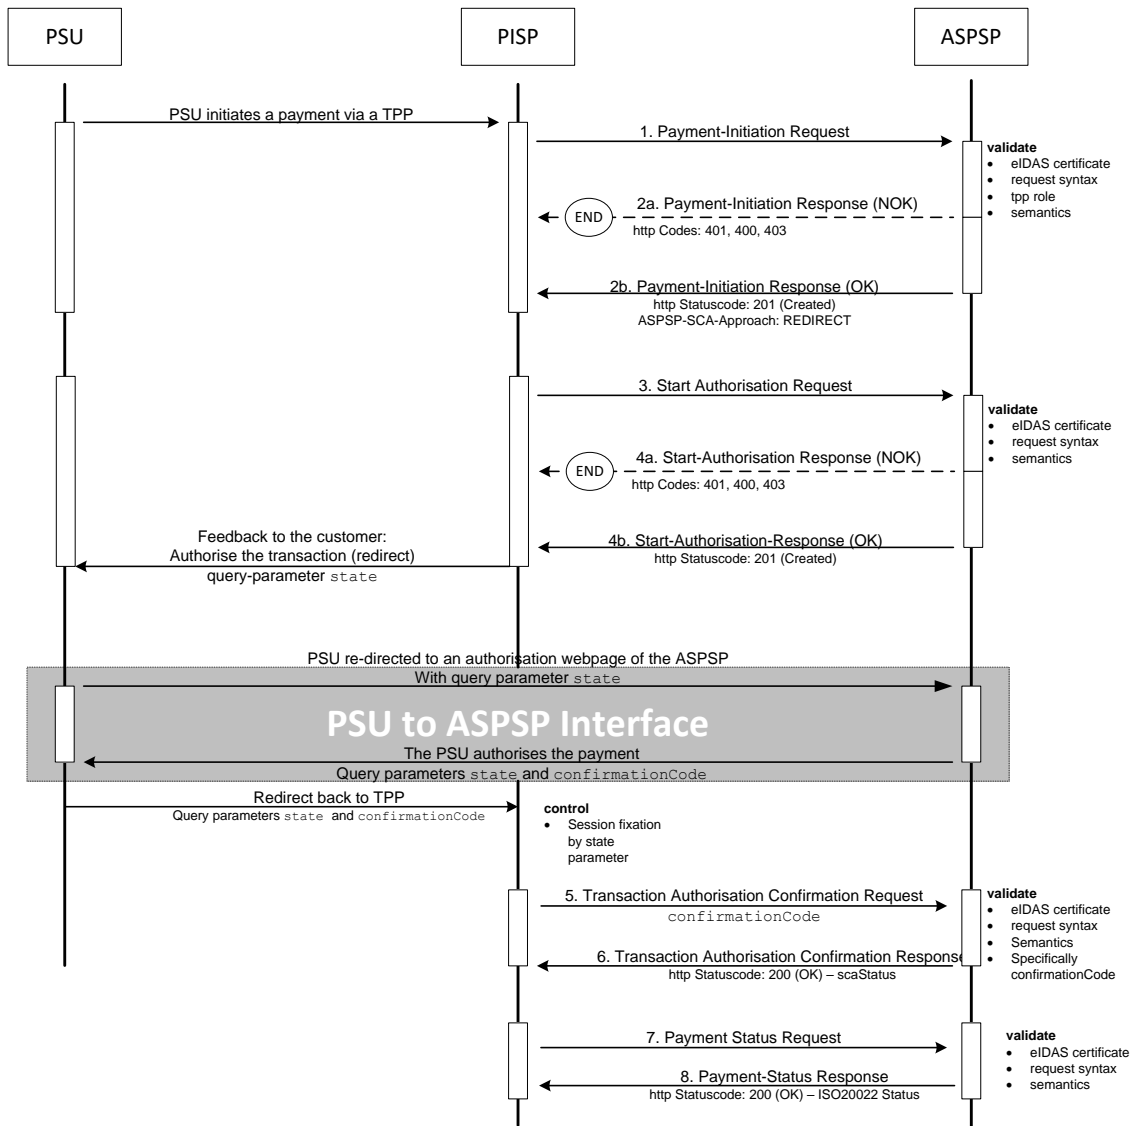 PSU
PISP
ASPSP
PSU initiates a payment via a TPP
1. Payment-Initiation Request
validate
• eIDAS certificate
• request syntax
• tpp role
• semantics
2a. Payment-Initiation Response (NOK)
END
http Codes: 401, 400, 403
2b. Payment-Initiation Response (OK)
http Statuscode: 201 (Created)
ASPSP-SCA-Approach: REDIRECT
3. Start Authorisation Request
validate
• eIDAS certificate
• request syntax
• semantics
4a. Start-Authorisation Response (NOK)
END
http Codes: 401, 400, 403
4b. Start-Authorisation-Response (OK)
http Statuscode: 201 (Created)
Feedback to the customer:
Authorise the transaction (redirect)
query-parameter state
PSU re-directed to an authorisation webpage of the ASPSP
With query parameter state
PSU to ASPSP Interface
The PSU authorises the payment
Query parameters state and confirmationCode
Redirect back to TPP
Query parameters state and confirmationCode
control
• Session fixation
by state
parameter
5. Transaction Authorisation Confirmation Request
confirmationCode
validate
• eIDAS certificate
• request syntax
• Semantics
• Specifically
confirmationCode
6. Transaction Authorisation Confirmation Response
http Statuscode: 200 (OK) – scaStatus
7. Payment Status Request
validate
• eIDAS certificate
• request syntax
• semantics
8. Payment-Status Response
http Statuscode: 200 (OK) – ISO20022 Status